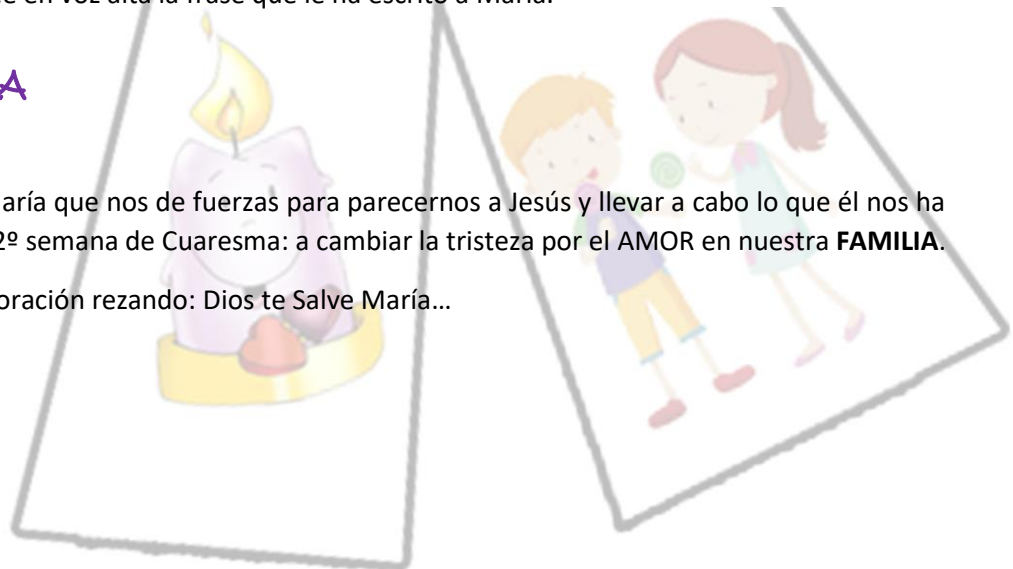 en voz alta la frase que le ha escrito a María.
A
aría que nos de fuerzas para parecernos a Jesús y llevar a cabo lo que él nos ha
2º semana de Cuaresma: a cambiar la tristeza por el AMOR en nuestra FAMILIA.
oración rezando: Dios te Salve María…